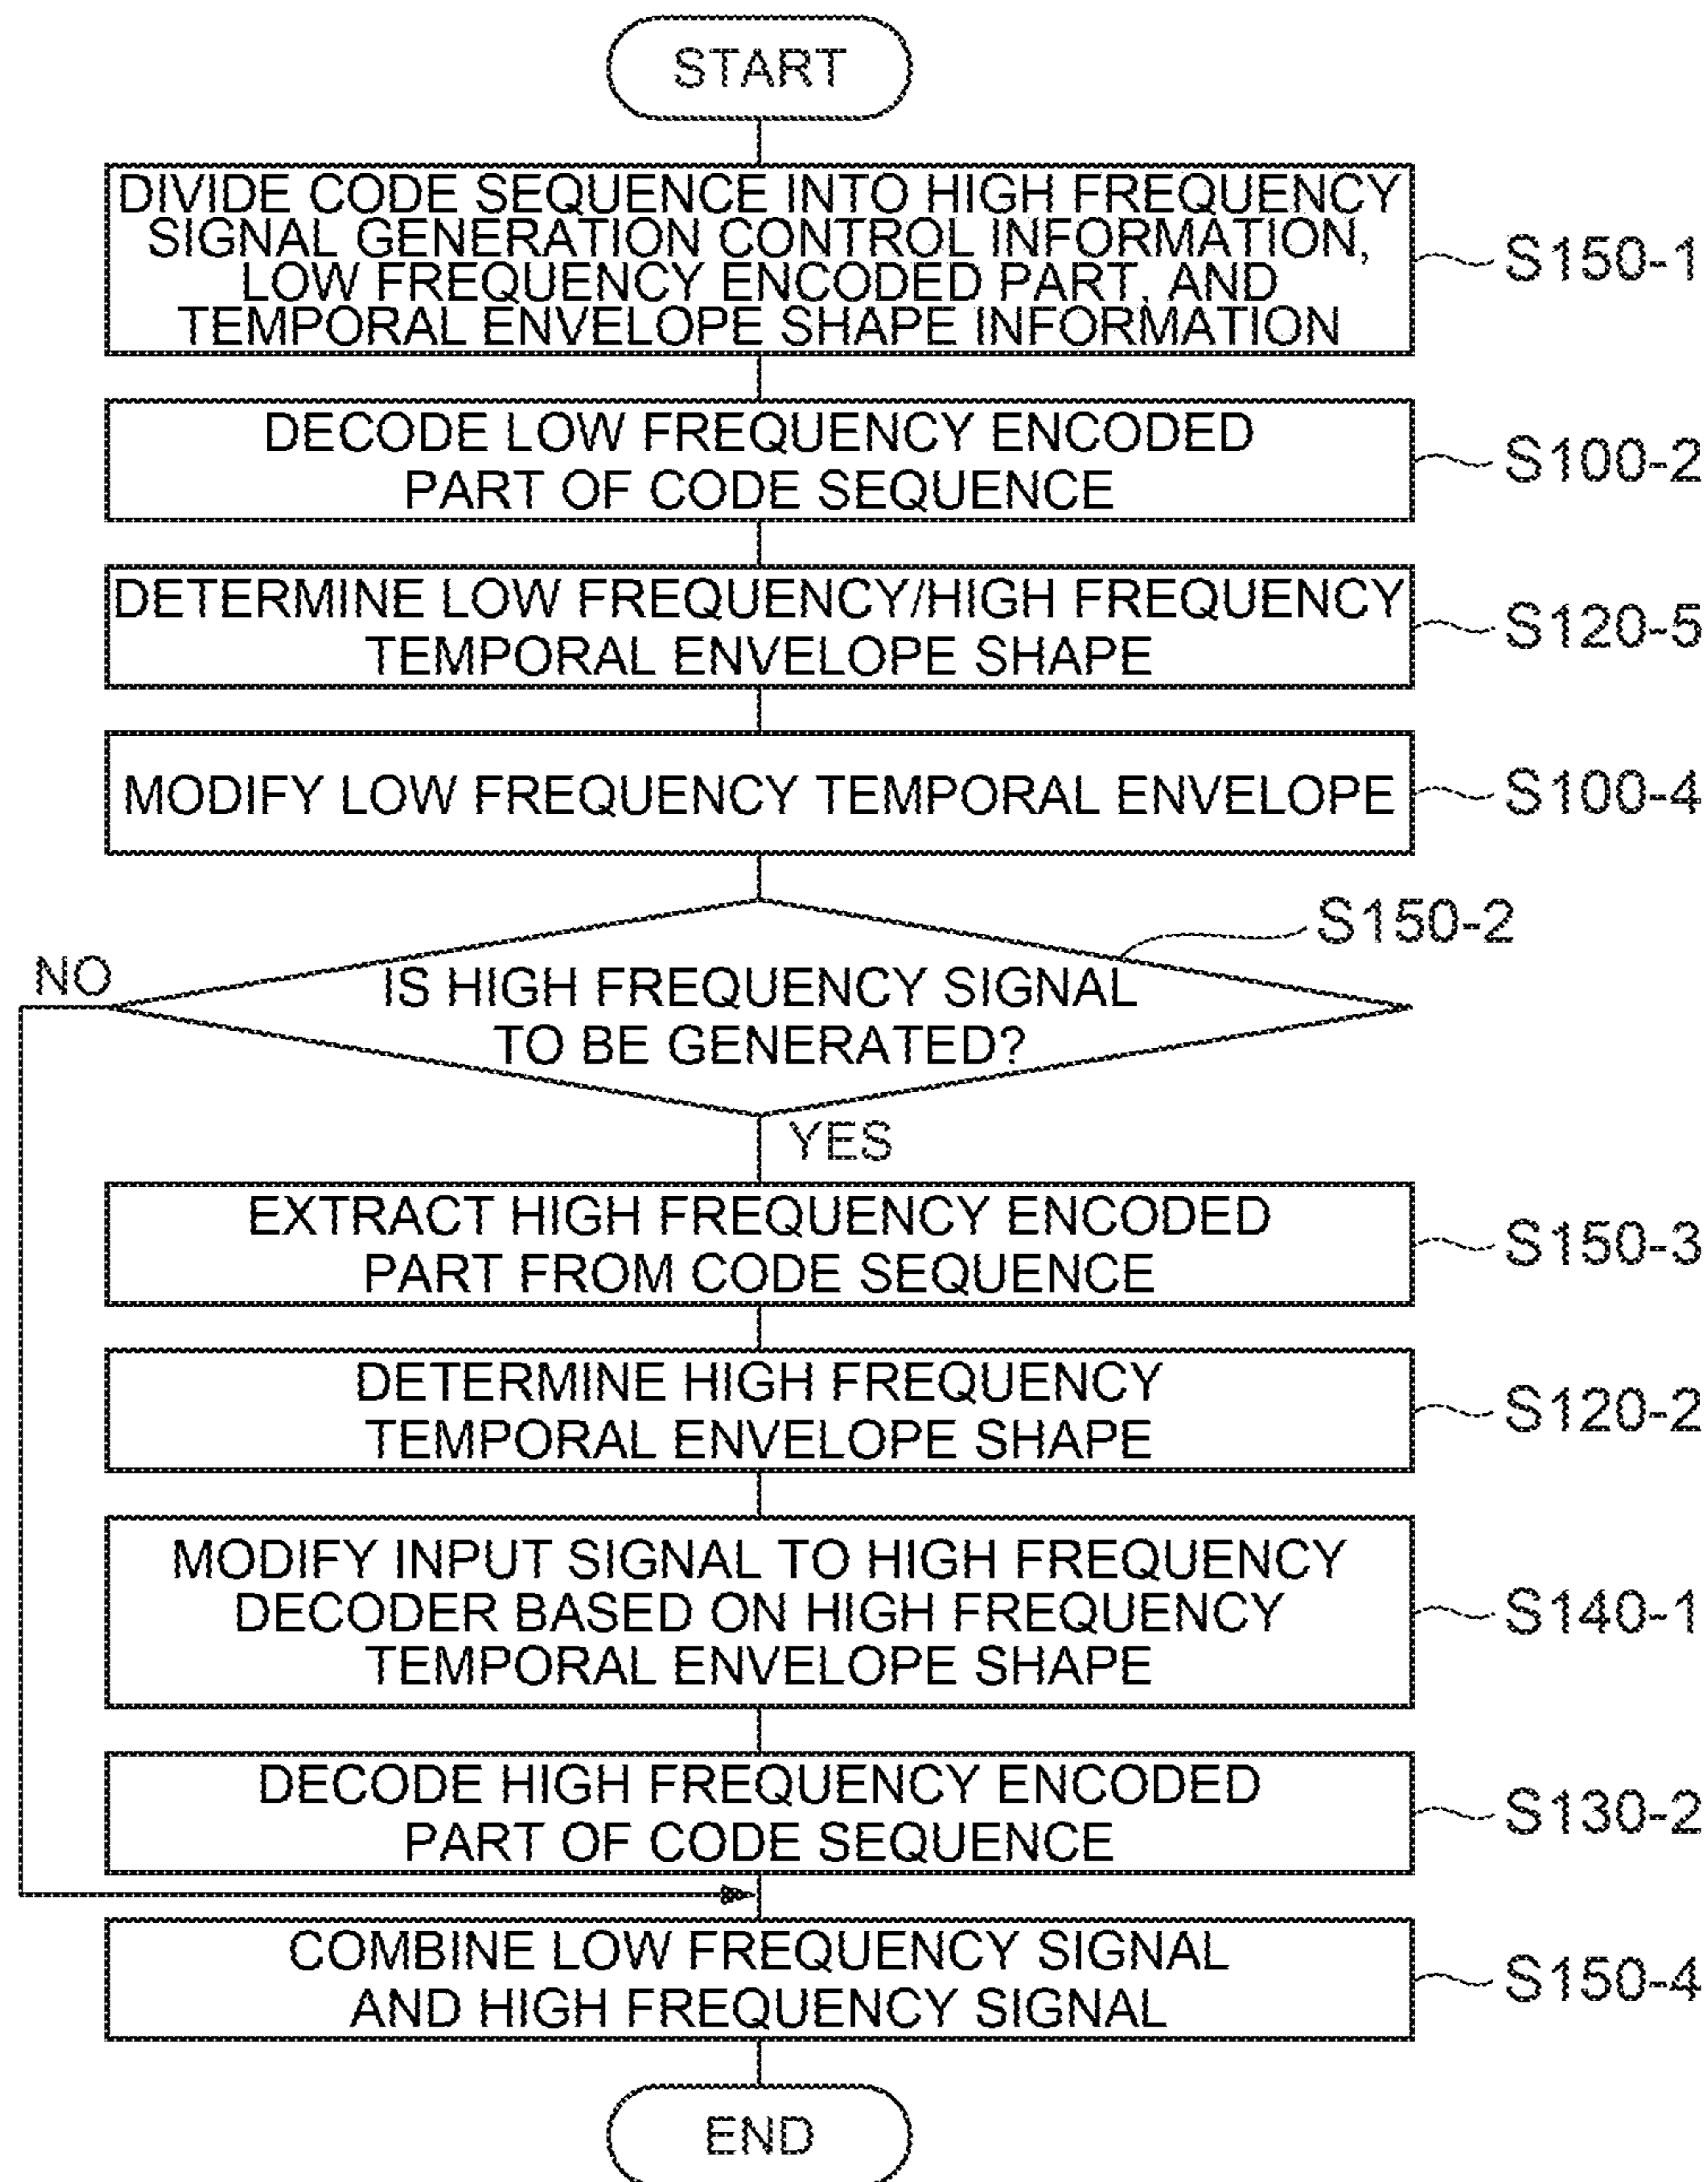 START
DIVIDE CODE SEQUENCE INTO HIGH FREQUENCY
SIGNAL GENERATION CONTROL INFORMATION,
LOW FREQUENCY ENCODED PART, AND
TEMPORAL ENVELOPE SHAPE INFORMATION
S150-1
DECODE LOW FREQUENCY ENCODED
PART OF CODE SEQUENCE
S100-2
DETERMINE LOW FREQUENCY/HIGH FREQUENCY
TEMPORAL ENVELOPE SHAPE
S120-5
MODIFY LOW FREQUENCY TEMPORAL ENVELOPE
S100-4
S150-2
NO
IS HIGH FREQUENCY SIGNAL
TO BE GENERATED?
YES
EXTRACT HIGH FREQUENCY ENCODED
PART FROM CODE SEQUENCE
S150-3
DETERMINE HIGH FREQUENCY
TEMPORAL ENVELOPE SHAPE
S120-2
MODIFY INPUT SIGNAL TO HIGH FREQUENCY
DECODER BASED ON HIGH FREQUENCY
TEMPORAL ENVELOPE SHAPE
S140-1
DECODE HIGH FREQUENCY ENCODED
PART OF CODE SEQUENCE
S130-2
COMBINE LOW FREQUENCY SIGNAL
AND HIGH FREQUENCY SIGNAL
S150-4
END